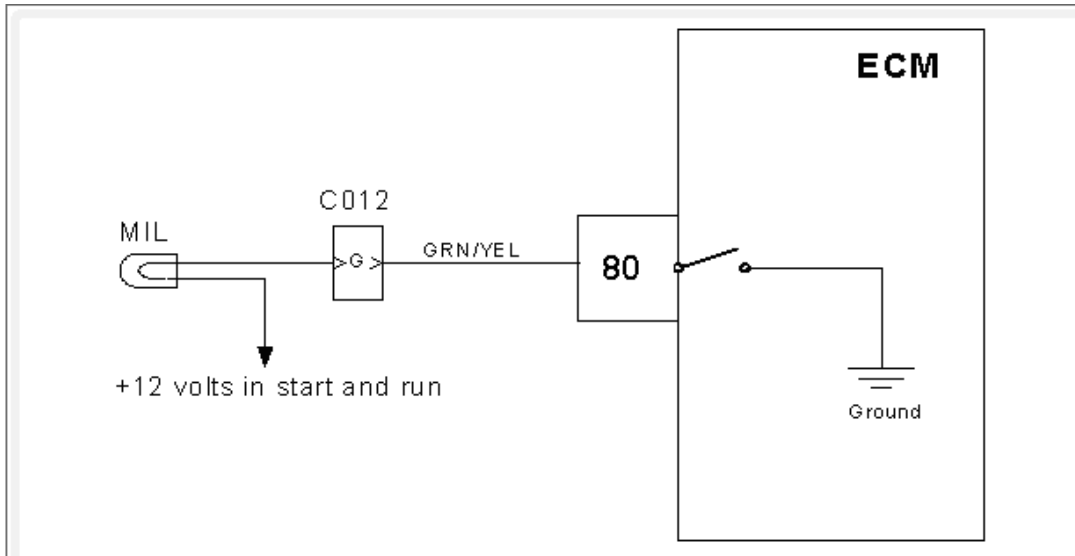 ECM
C012
MIL
G
GRN/YEL
80
+12 volts in start and run
Ground